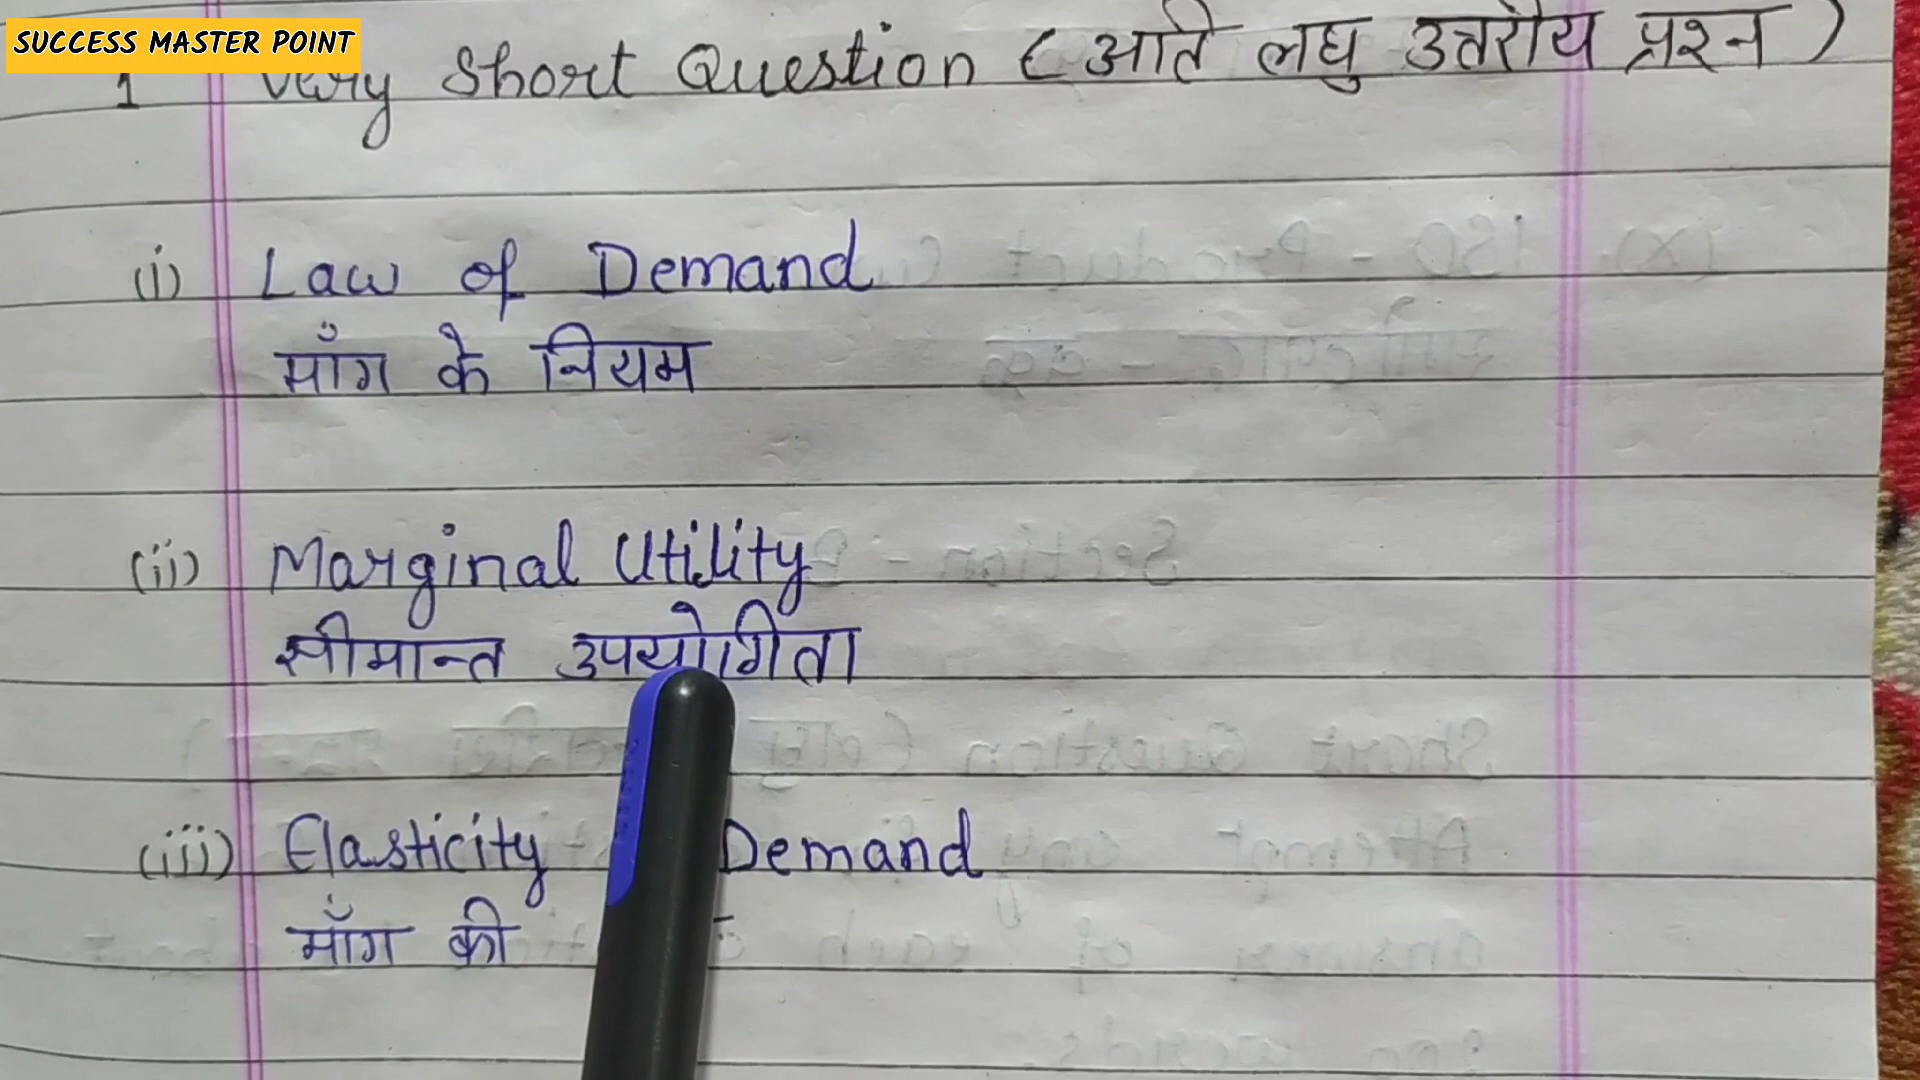 SUCCESS MASTER POINT
1 Very Short Question (अति लघु उत्तरीय प्रश्न)
(i) Law of Demand
माँग के नियम
(ii) Marginal Utility
सीमान्त उपयोगिता
(iii) Elasticity Demand
माँग की